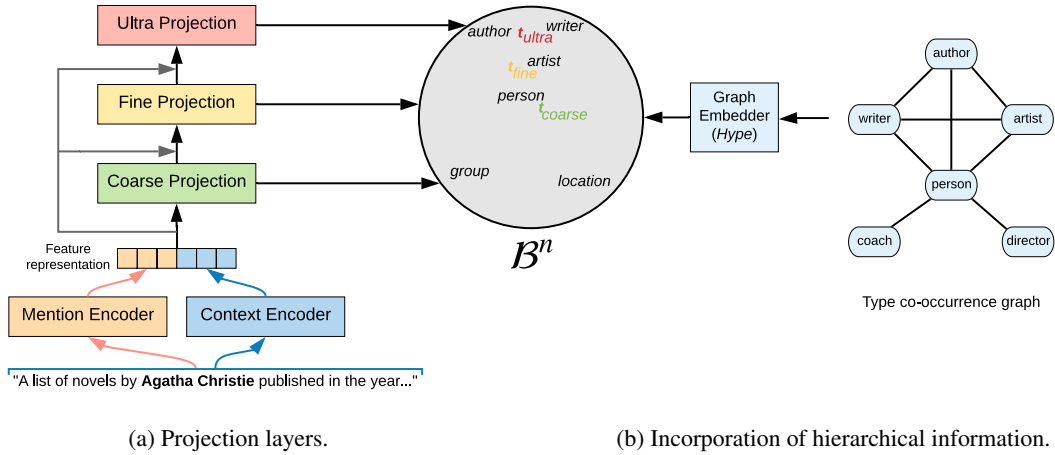 Ultra Projection
Fine Projection
Coarse Projection
Feature
representation
Mention Encoder
Context Encoder
"A list of novels by Agatha Christie published in the year..."
(a) Projection layers.
author
t_ultra
writer
artist
t_fine
person
t_coarse
group
location
𝓑ⁿ
Graph
Embedder
(Hype)
author
writer
artist
person
coach
director
Type co-occurrence graph
(b) Incorporation of hierarchical information.